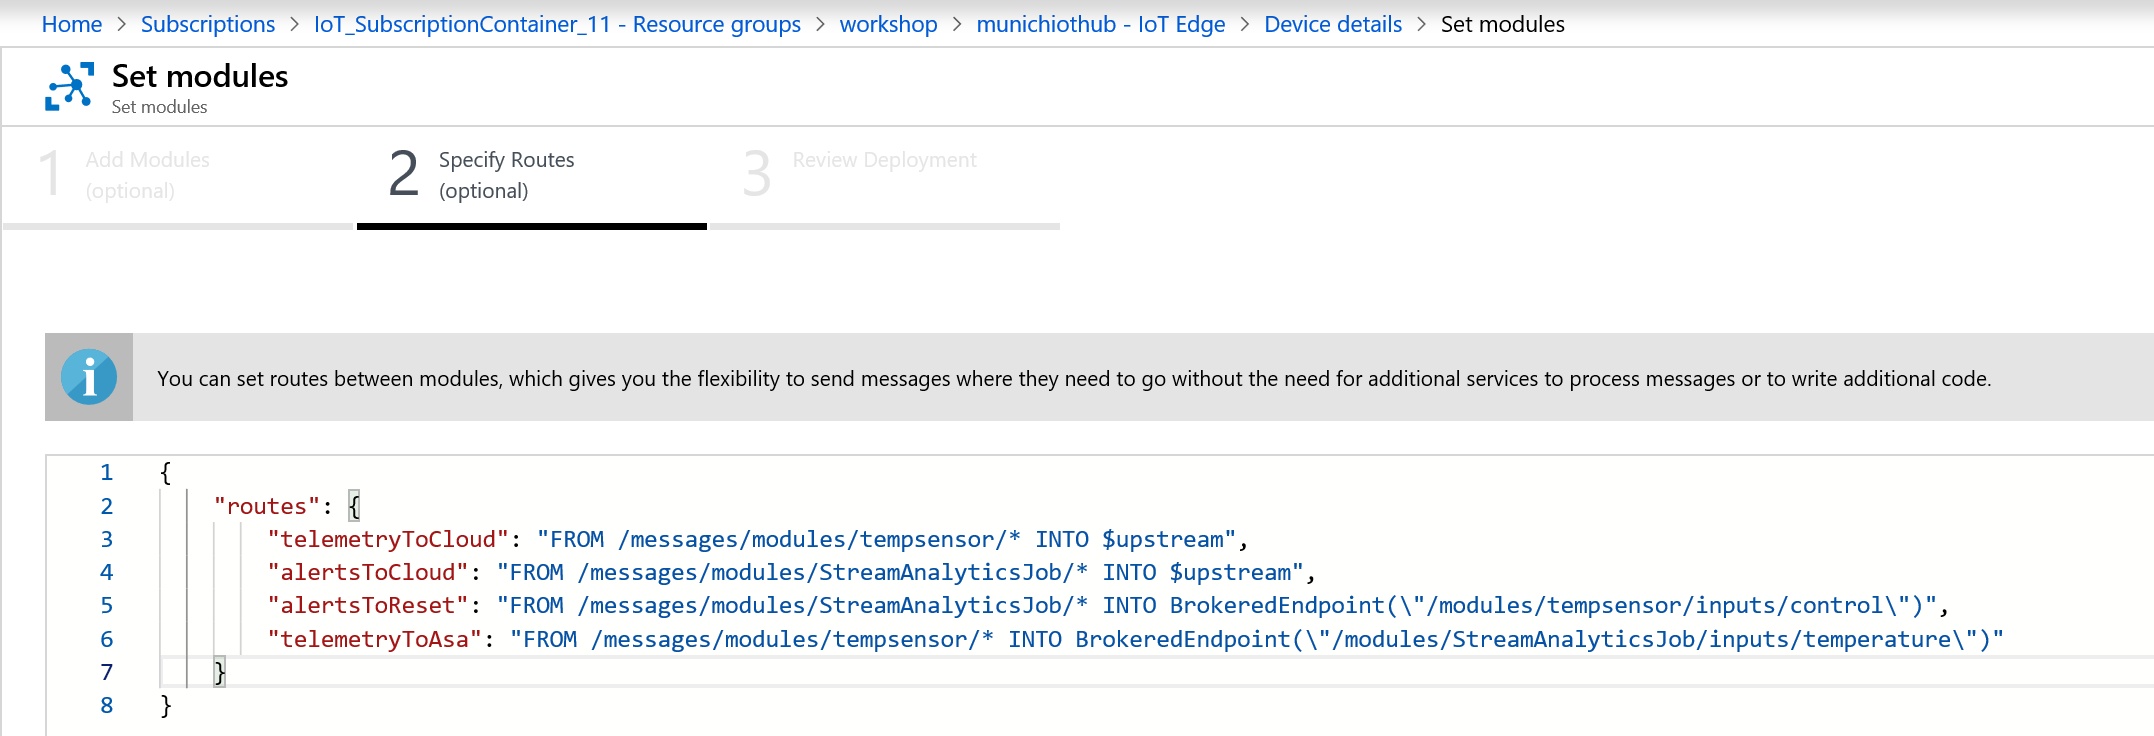 Home > Subscriptions > IoT_SubscriptionContainer_11 - Resource groups > workshop > munichiothub - IoT Edge > Device details > Set modules
Set modules
Set modules
1 Add Modules (optional)
2 Specify Routes (optional)
3 Review Deployment
You can set routes between modules, which gives you the flexibility to send messages where they need to go without the need for additional services to process messages or to write additional code.
1 {
2 "routes": {
3 "telemetryToCloud": "FROM /messages/modules/tempsensor/* INTO $upstream",
4 "alertsToCloud": "FROM /messages/modules/StreamAnalyticsJob/* INTO $upstream",
5 "alertsToReset": "FROM /messages/modules/StreamAnalyticsJob/* INTO BrokeredEndpoint(\"/modules/tempsensor/inputs/control\")",
6 "telemetryToAsa": "FROM /messages/modules/tempsensor/* INTO BrokeredEndpoint(\"/modules/StreamAnalyticsJob/inputs/temperature\")"
7 }
8 }